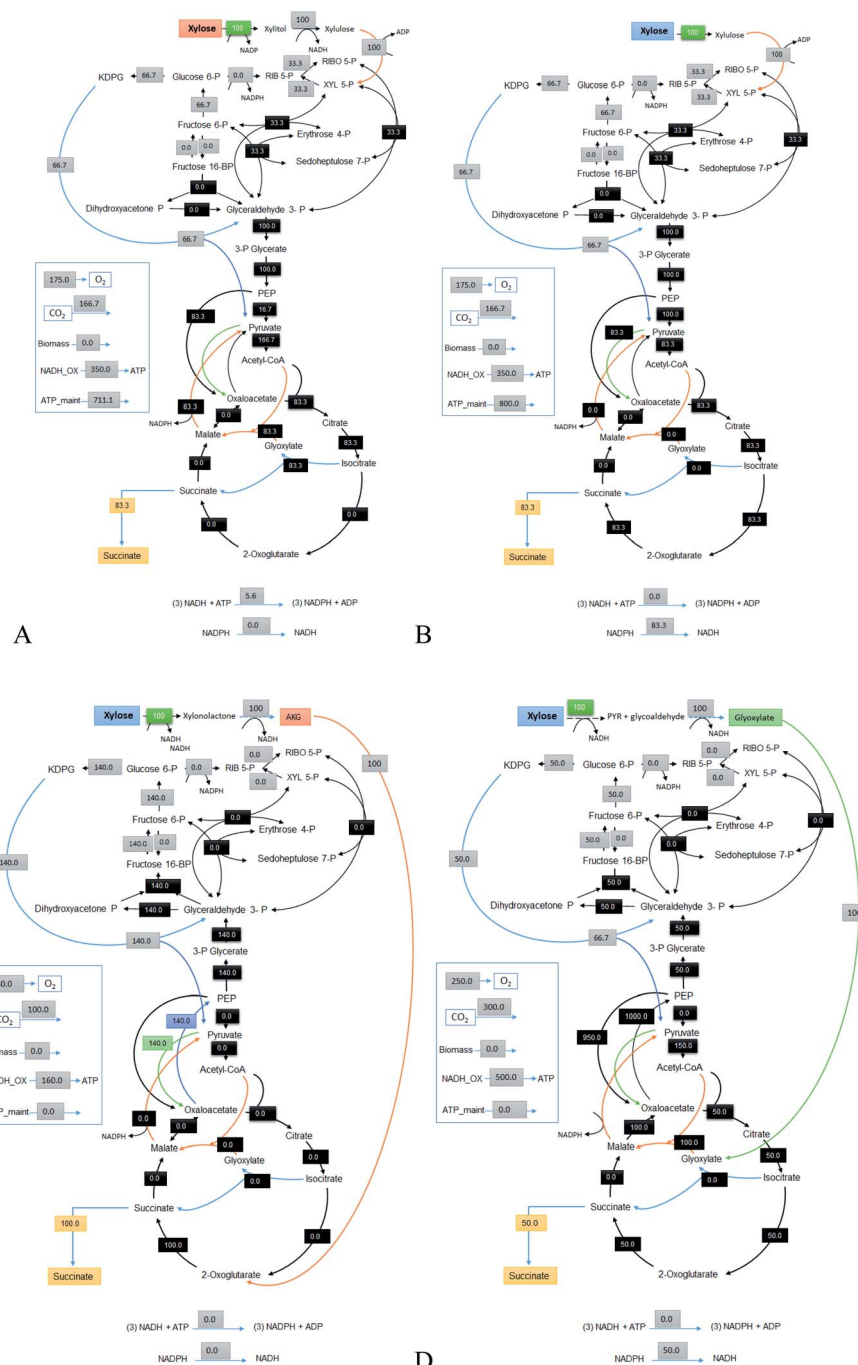 Xylose 100 Xylitol 100 Xylulose
NADP NADH 100 ADP
33.3 RIBO 5-P
KDPG 66.7 Glucose 6-P 0.0 RIB 5-P
NADPH 33.3 XYL 5-P
66.7
Fructose 6-P 33.3 Erythrose 4-P 33.3
0.0 0.0 33.3
Sedoheptulose 7-P
Fructose 16-BP
66.7 0.0
Dihydroxyacetone P 0.0 Glyceraldehyde 3- P
66.7 100.0
3-P Glycerate
100.0
175.0 O2
PEP
166.7
CO2
83.3 16.7
Pyruvate
Biomass 0.0
166.7
Acetyl-CoA
NADH_OX 350.0 ATP
ATP_maint 711.1
83.3 Oxaloacetate 83.3
NADPH 0.0 Citrate
Malate 83.3 83.3
Glyoxylate
0.0 83.3 Isocitrate
Succinate
83.3 0.0 0.0
Succinate 2-Oxoglutarate
(3) NADH + ATP 5.6 (3) NADPH + ADP
NADPH 0.0 NADH
A
Xylose 100 Xylulose
100 ADP
33.3 RIBO 5-P
KDPG 66.7 Glucose 6-P 0.0 RIB 5-P
NADPH 33.3 XYL 5-P
66.7
Fructose 6-P 33.3 Erythrose 4-P 33.3
0.0 0.0 33.3
Sedoheptulose 7-P
Fructose 16-BP
66.7 0.0
Dihydroxyacetone P 0.0 Glyceraldehyde 3- P
66.7 100.0
3-P Glycerate
100.0
175.0 O2
PEP
166.7
CO2
83.3 100.0
Pyruvate
Biomass 0.0
83.3
Acetyl-CoA
NADH_OX 350.0 ATP
ATP_maint 800.0
0.0 Oxaloacetate 83.3
NADPH 0.0 Citrate
Malate 0.0 83.3
Glyoxylate
0.0 0.0 Isocitrate
Succinate
83.3 83.3 83.3
Succinate 2-Oxoglutarate
(3) NADH + ATP 0.0 (3) NADPH + ADP
NADPH 83.3 NADH
B
Xylose 100 Xylonolactone 100 AKG
NADH NADH
NADH
100
0.0 RIBO 5-P
KDPG 140.0 Glucose 6-P 0.0 RIB 5-P
NADPH 0.0 XYL 5-P
140.0
Fructose 6-P 0.0 Erythrose 4-P 0.0
140.0 0.0 0.0
Sedoheptulose 7-P
Fructose 16-BP
140.0 140.0
Dihydroxyacetone P 140.0 Glyceraldehyde 3- P
140.0 140.0
3-P Glycerate
140.0
O2
PEP
100.0
CO2
140.0 0.0
140.0 Pyruvate
0.0
0.0
Acetyl-CoA
160.0 ATP
0.0
0.0 Oxaloacetate 0.0
NADPH 0.0 Citrate
Malate 0.0 0.0
Glyoxylate
0.0 0.0 Isocitrate
Succinate
100.0 100.0 0.0
Succinate 2-Oxoglutarate
(3) NADH + ATP 0.0 (3) NADPH + ADP
NADPH 0.0 NADH
Xylose 100 PYR + glycoaldehyde 100 Glyoxylate
NADH NADH
0.0 RIBO 5-P
KDPG 50.0 Glucose 6-P 0.0 RIB 5-P
NADPH 0.0 XYL 5-P
50.0
Fructose 6-P 0.0 Erythrose 4-P 0.0
50.0 0.0 0.0
Sedoheptulose 7-P
Fructose 16-BP
50.0 50.0
Dihydroxyacetone P 50.0 Glyceraldehyde 3- P
66.7 50.0
3-P Glycerate
50.0
250.0 O2
PEP
300.0
CO2
950.0 1000.0 0.0
Pyruvate
Biomass 0.0
150.0
Acetyl-CoA
NADH_OX 500.0 ATP
ATP_maint 0.0
0.0 Oxaloacetate 50.0
NADPH 100.0 Citrate
Malate 100.0 50.0
Glyoxylate
0.0 0.0 Isocitrate
Succinate
50.0 50.0 50.0
Succinate 2-Oxoglutarate
(3) NADH + ATP 0.0 (3) NADPH + ADP
NADPH 50.0 NADH
D